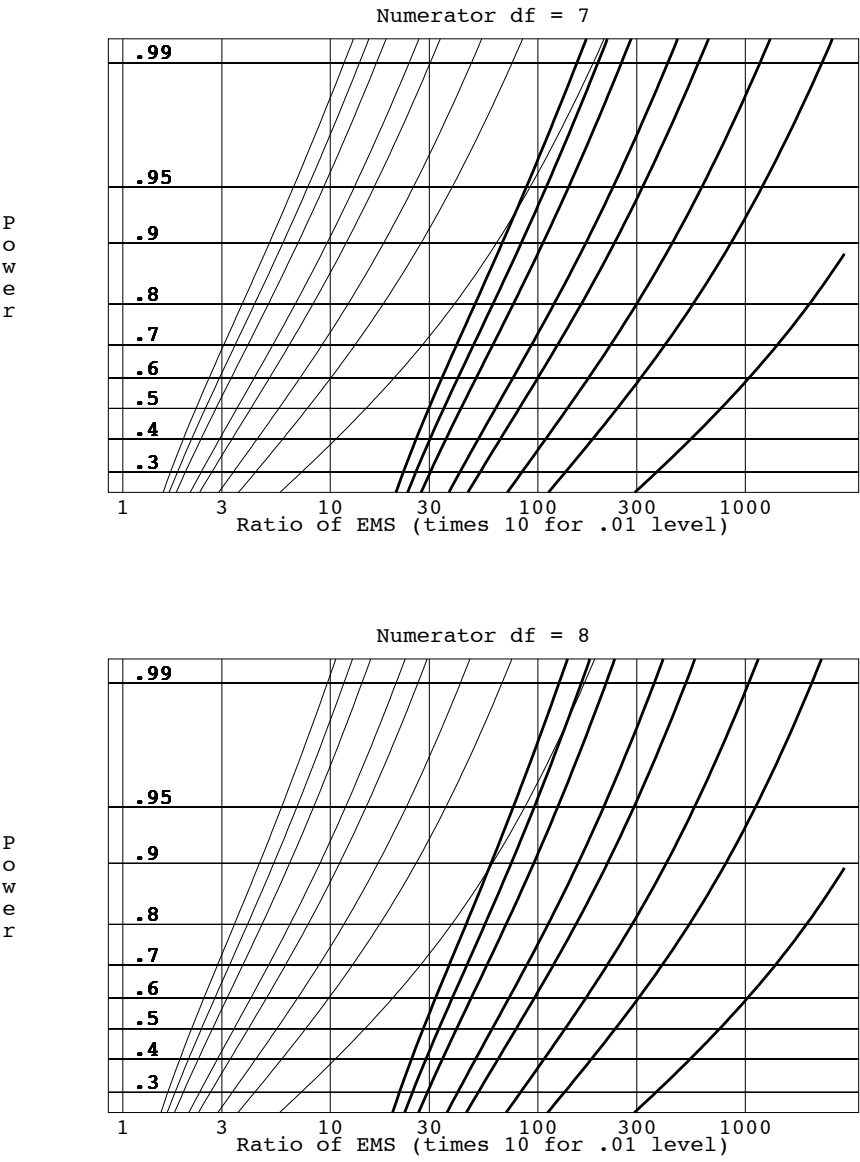 Numerator df = 7
.99
.95
.9
.8
.7
.6
.5
.4
.3
Power
1 3 10 30 100 300 1000
Ratio of EMS (times 10 for .01 level)
Numerator df = 8
.99
.95
.9
.8
.7
.6
.5
.4
.3
Power
1 3 10 30 100 300 1000
Ratio of EMS (times 10 for .01 level)